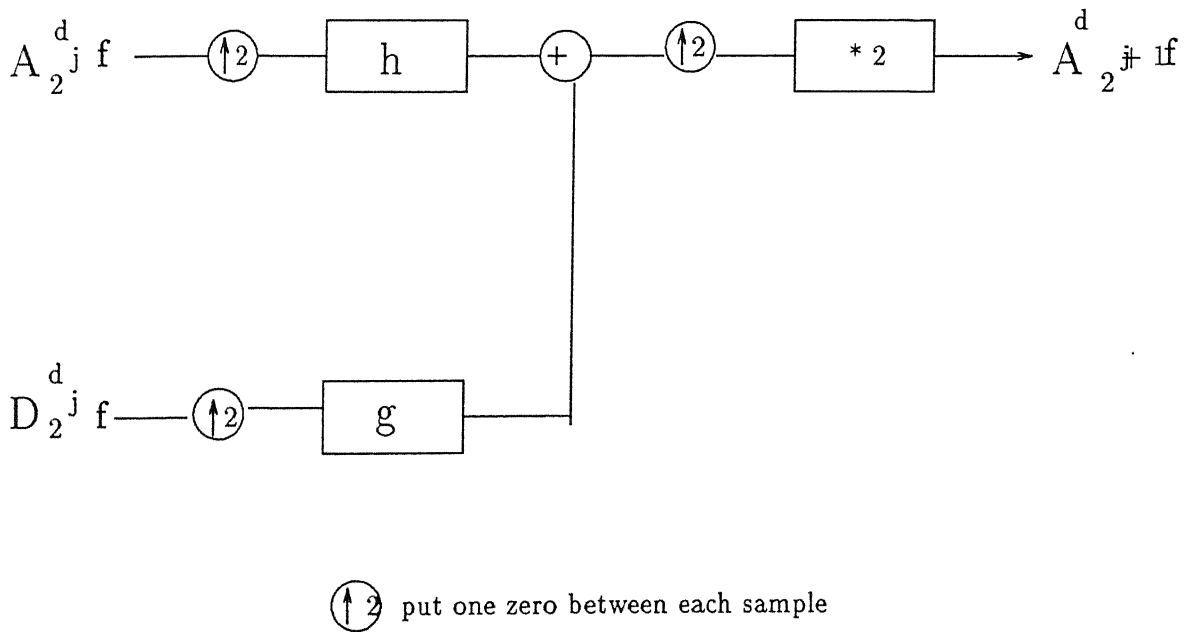 A d 2 j f ↑2 h + ↑2 * 2 A d 2 j+1 f
D d 2 j f ↑2 g
↑2 put one zero between each sample